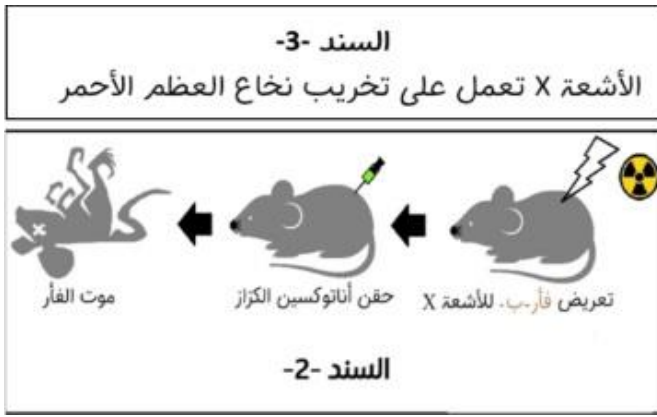 السند -3-
الأشعة X تعمل على تخريب نخاع العظم الأحمر
تعريض فأر-ب- للأشعة X
حقن أناتوكسين الكزاز
موت الفأر
السند -2-